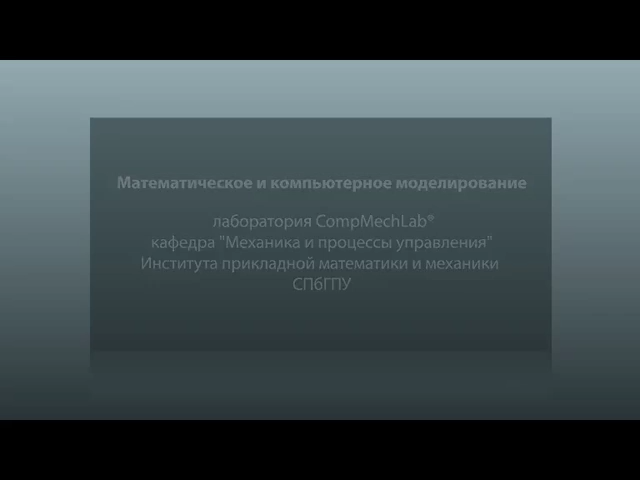 Математическое и компьютерное моделирование
лаборатория CompMechLab®
кафедра "Механика и процессы управления"
Института прикладной математики и механики
СПбГПУ